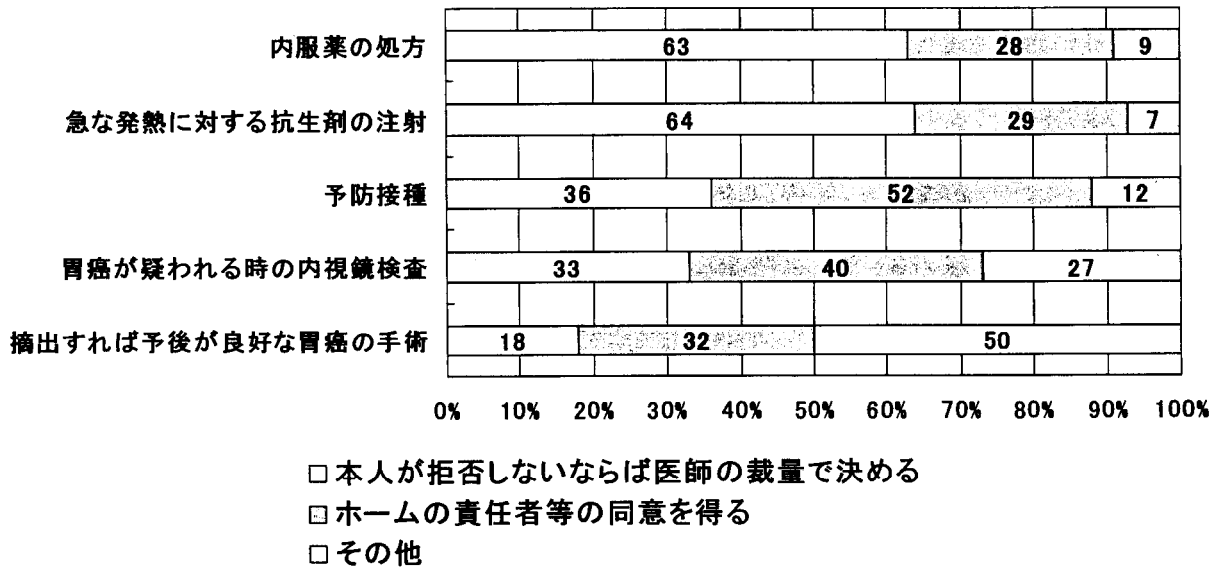 内服薬の処方 63 28 9
急な発熱に対する抗生剤の注射 64 29 7
予防接種 36 52 12
胃癌が疑われる時の内視鏡検査 33 40 27
摘出すれば予後が良好な胃癌の手術 18 32 50
0% 10% 20% 30% 40% 50% 60% 70% 80% 90% 100%
□本人が拒否しないならば医師の裁量で決める
□ホームの責任者等の同意を得る
□その他